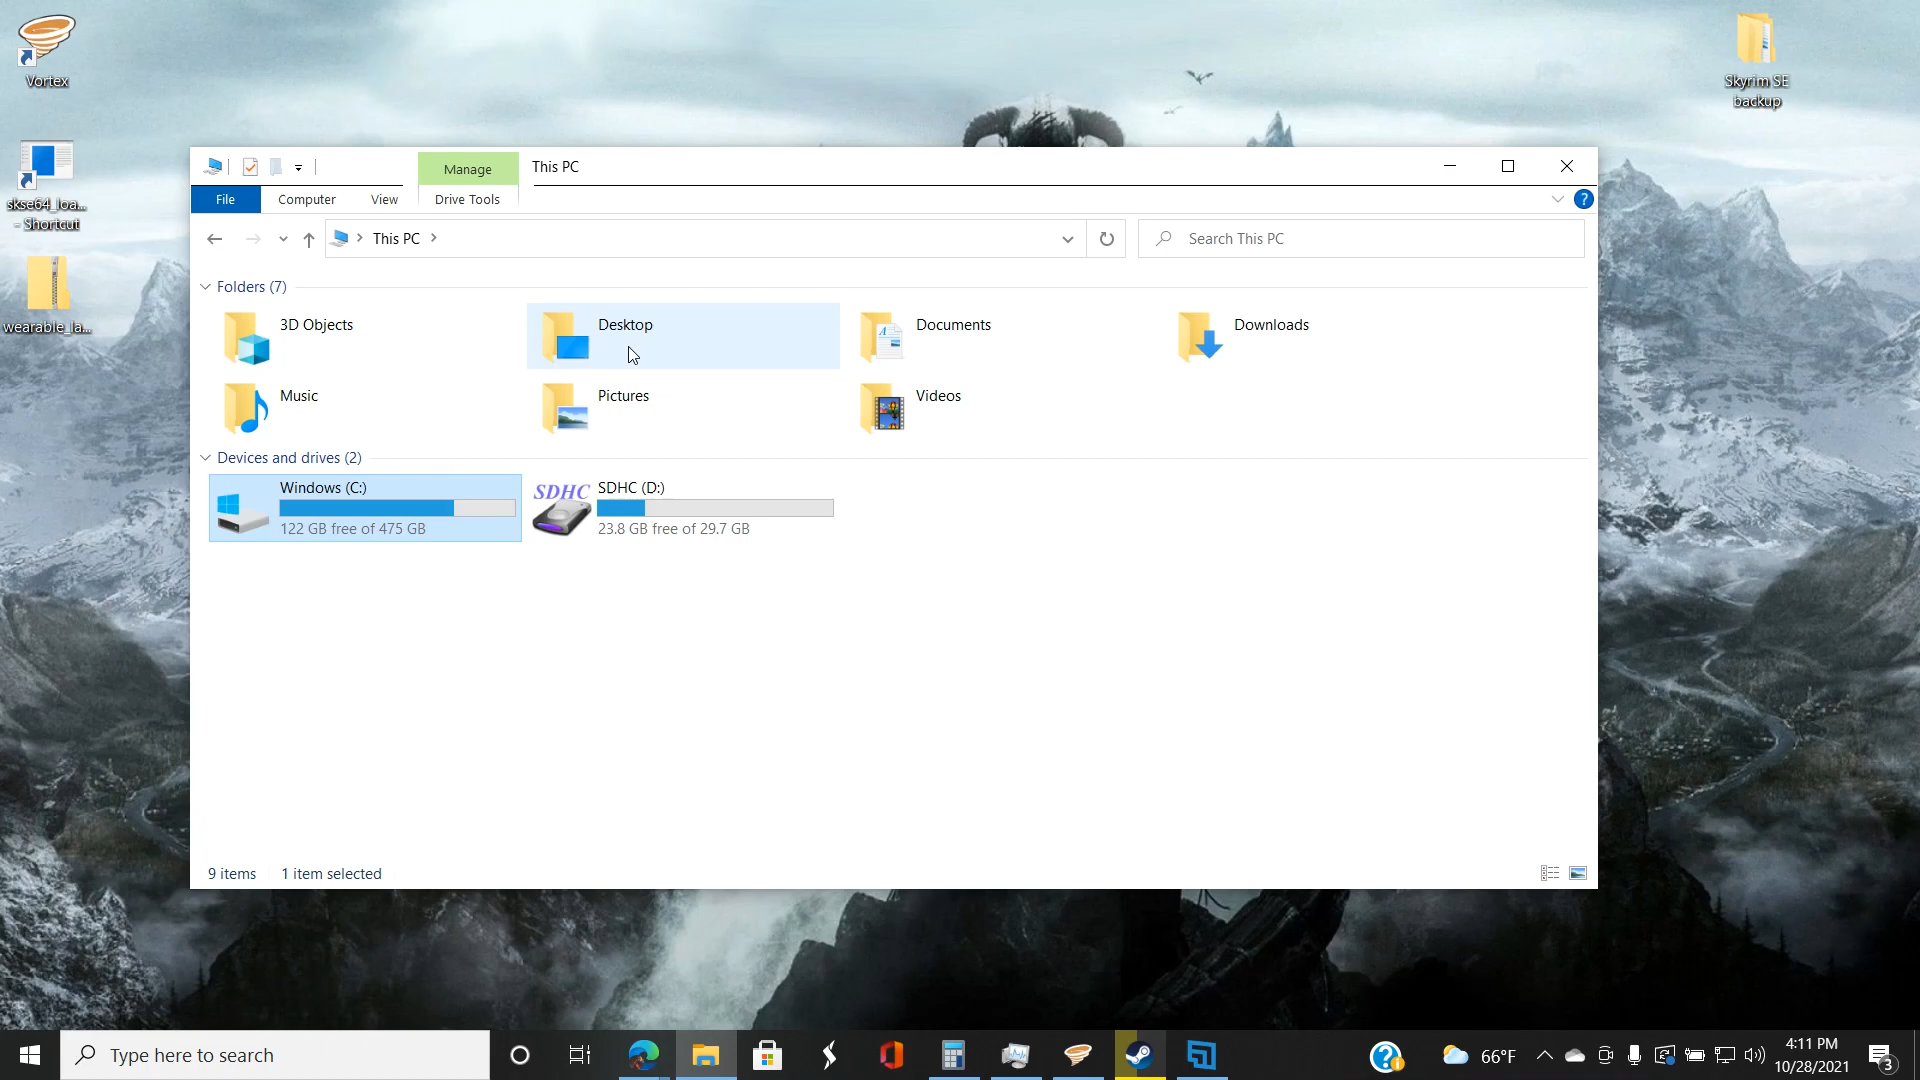 Vortex
Skyrim SE
backup
skse64_loa...
- Shortcut
wearable_la...
Manage
This PC
File
Computer
View
Drive Tools
?
This PC
Search This PC
Folders (7)
3D Objects
Desktop
Documents
Downloads
Music
Pictures
Videos
Devices and drives (2)
Windows (C:)
122 GB free of 475 GB
SDHC
SDHC (D:)
23.8 GB free of 29.7 GB
9 items
1 item selected
Type here to search
66°F
4:11 PM
10/28/2021
3